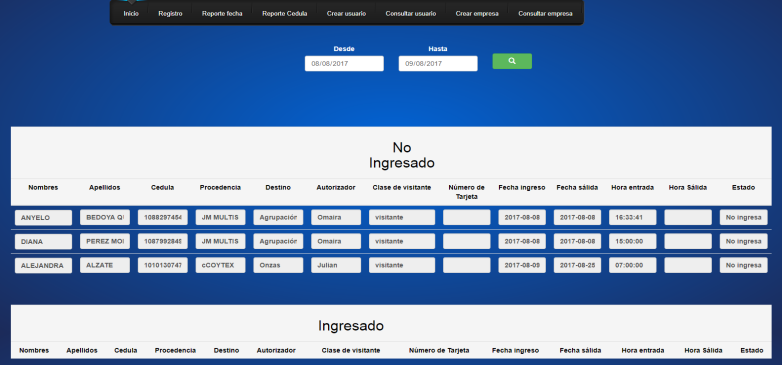 Inicio Registro Reporte fecha Reporte Cedula Crear usuario Consultar usuario Crear empresa Consultar empresa
Desde Hasta
08/08/2017 09/08/2017
No
Ingresado
Nombres Apellidos Cedula Procedencia Destino Autorizador Clase de visitante Número de Tarjeta Fecha ingreso Fecha sálida Hora entrada Hora Sálida Estado
ANYELO BEDOYA QU 1088297454 JM MULTIS Agrupación Omaira visitante 2017-08-08 2017-08-08 16:33:41 No ingresa
DIANA PEREZ MO 1087992845 JM MULTIS Agrupación Omaira visitante 2017-08-08 2017-08-08 15:00:00 No ingresa
ALEJANDRA ALZATE 1010130747 cCOYTEX Onzas Julian visitante 2017-08-09 2017-08-25 07:00:00 No ingresa
Ingresado
Nombres Apellidos Cedula Procedencia Destino Autorizador Clase de visitante Número de Tarjeta Fecha ingreso Fecha sálida Hora entrada Hora Sálida Estado